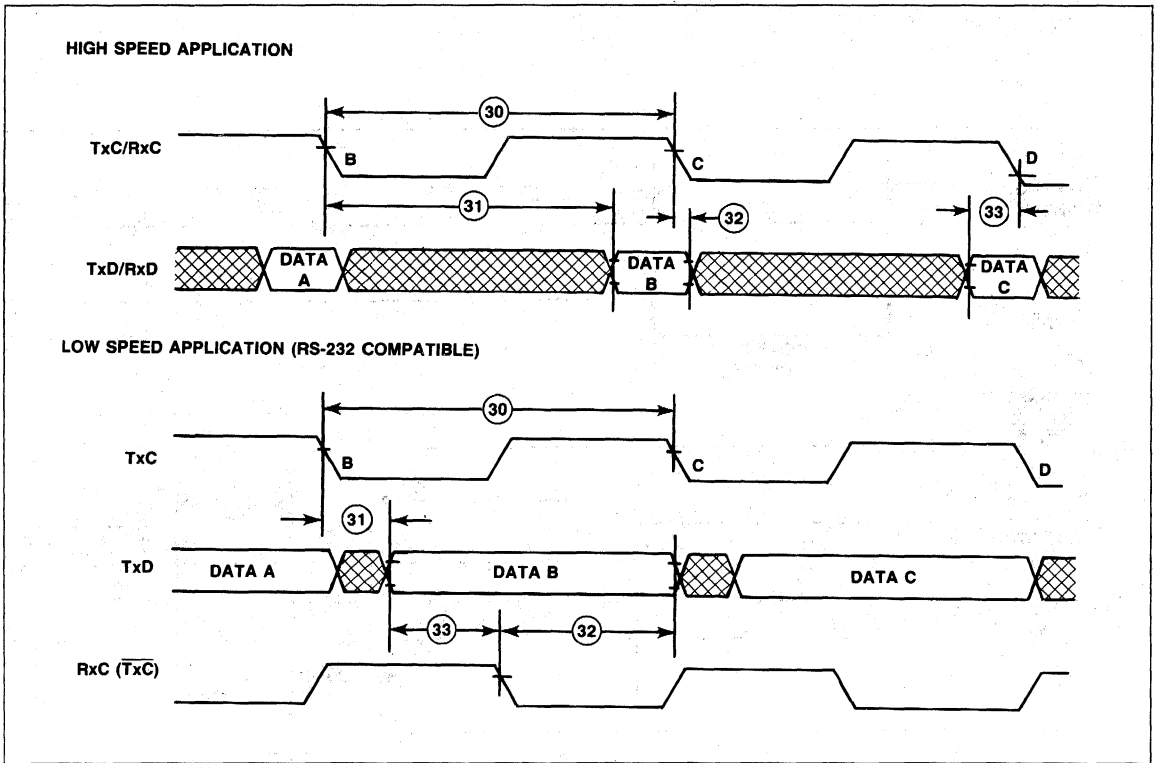 HIGH SPEED APPLICATION
30
TxC/RxC
B
C
D
31
32
33
TxD/RxD
DATA A
DATA B
DATA C
LOW SPEED APPLICATION (RS-232 COMPATIBLE)
30
TxC
B
C
D
31
TxD
DATA A
DATA B
DATA C
33
32
RxC (T̅x̅C̅)